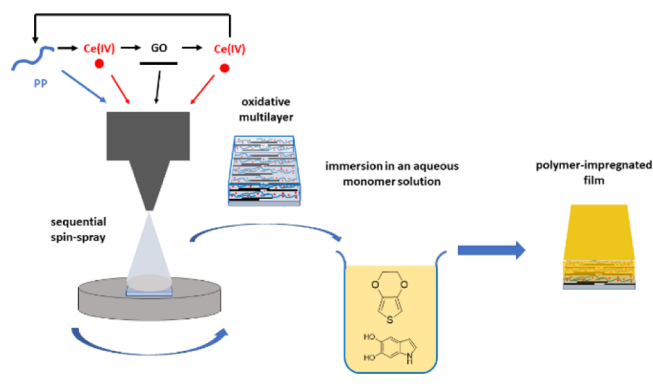 Ce(IV) GO Ce(IV)
PP
oxidative
multilayer
immersion in an aqueous
monomer solution
polymer-impregnated
film
sequential
spin-spray
O O
S
HO
HO
N
H